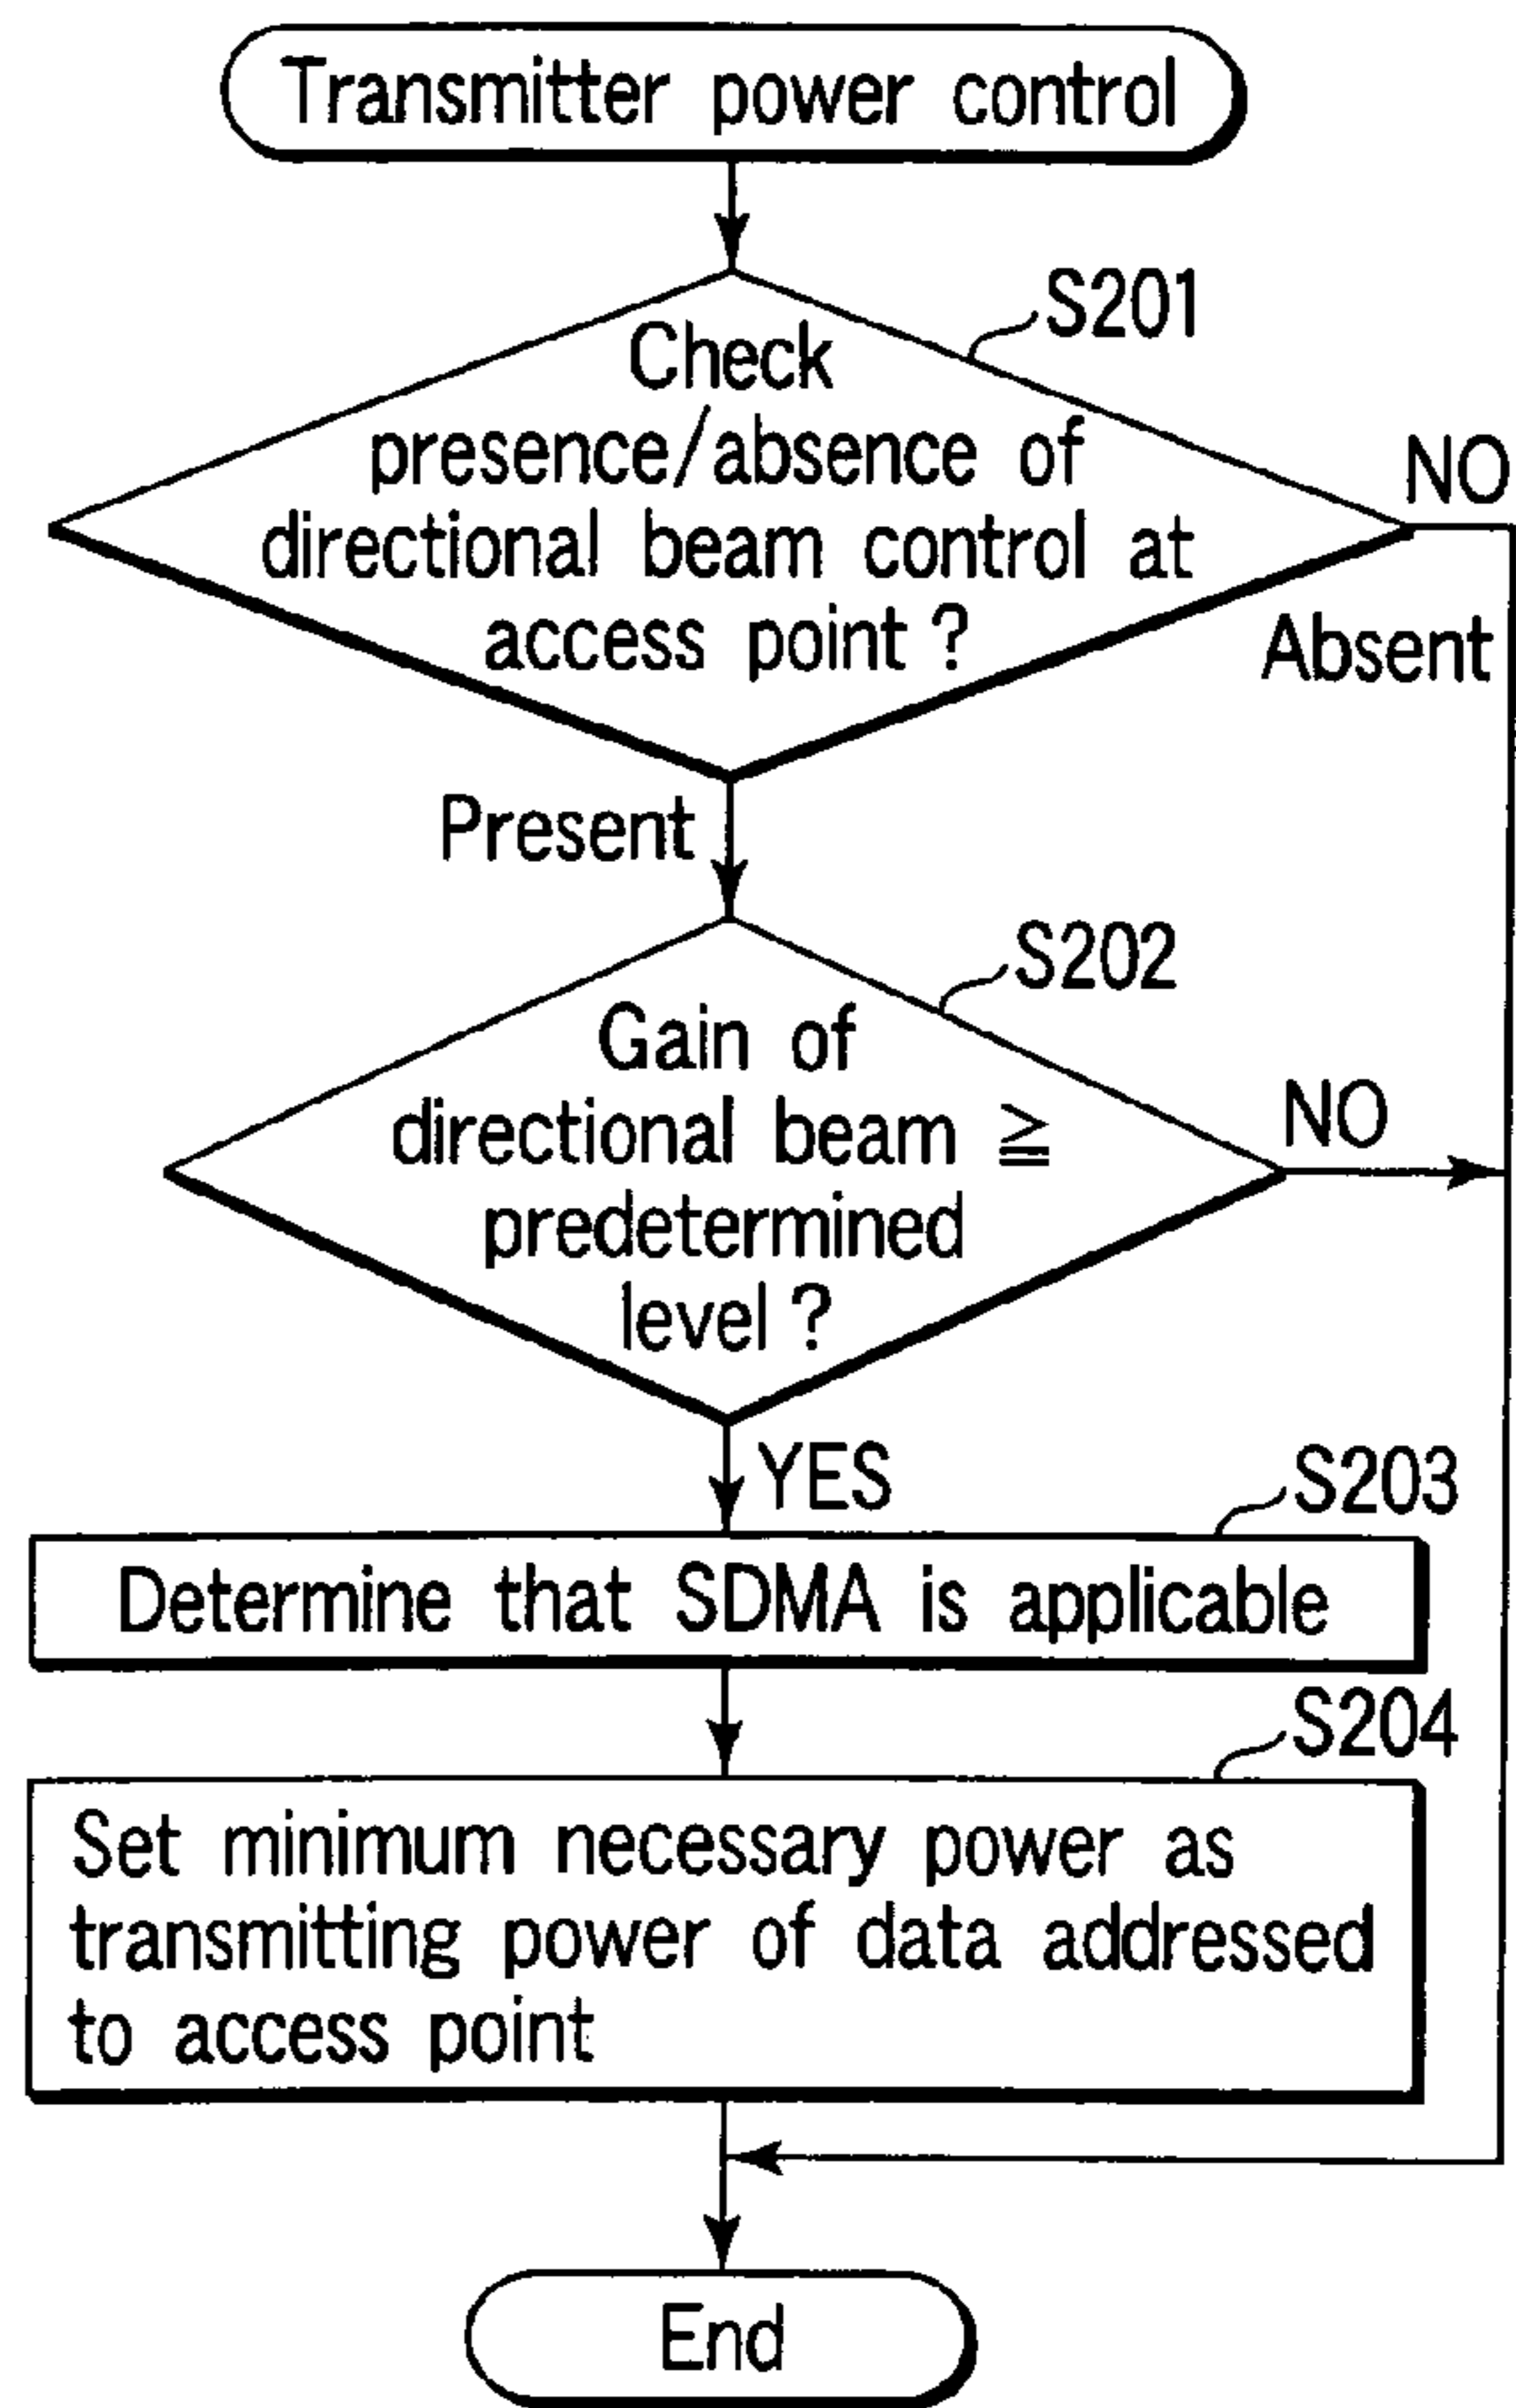 Transmitter power control
S201
Check
presence/absence of
directional beam control at
access point ?
NO
Absent
Present
S202
Gain of
directional beam ≧
predetermined
level ?
NO
YES
S203
Determine that SDMA is applicable
S204
Set minimum necessary power as
transmitting power of data addressed
to access point
End